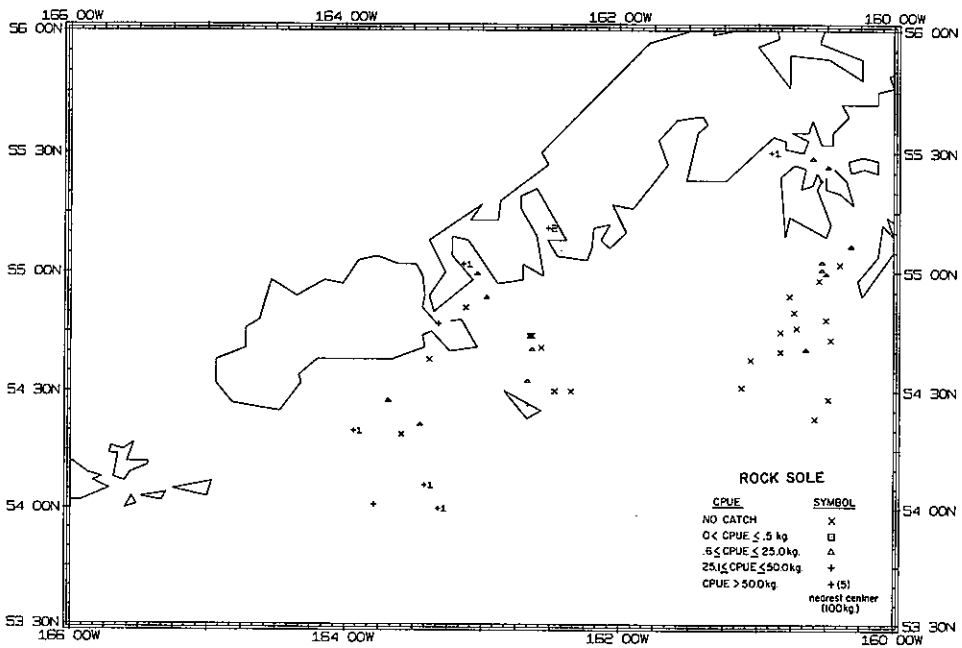 164 00W 162 00W 160 00W
56 00N 56 00N
55 30N 55 30N
+1
+2
+1
55 00N 55 00N
54 30N 54 30N
+1
+1
+1
54 00N 54 00N
ROCK SOLE
CPUE SYMBOL
NO CATCH ×
0< CPUE ≤ .5 kg. □
.6≤CPUE ≤ 25.0kg. △
25.1≤CPUE ≤50.0kg. +
CPUE > 50.0kg. +(5)
nearest centner
(100kg.)
53 30N 53 30N
166 00W 164 00W 162 00W 160 00W